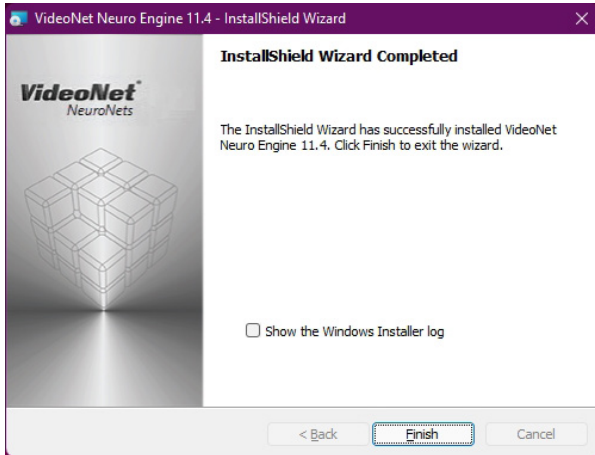 VideoNet Neuro Engine 11.4 - InstallShield Wizard
InstallShield Wizard Completed
VideoNet
NeuroNets
The InstallShield Wizard has successfully installed VideoNet
Neuro Engine 11.4. Click Finish to exit the wizard.
Show the Windows Installer log
< Back
Finish
Cancel